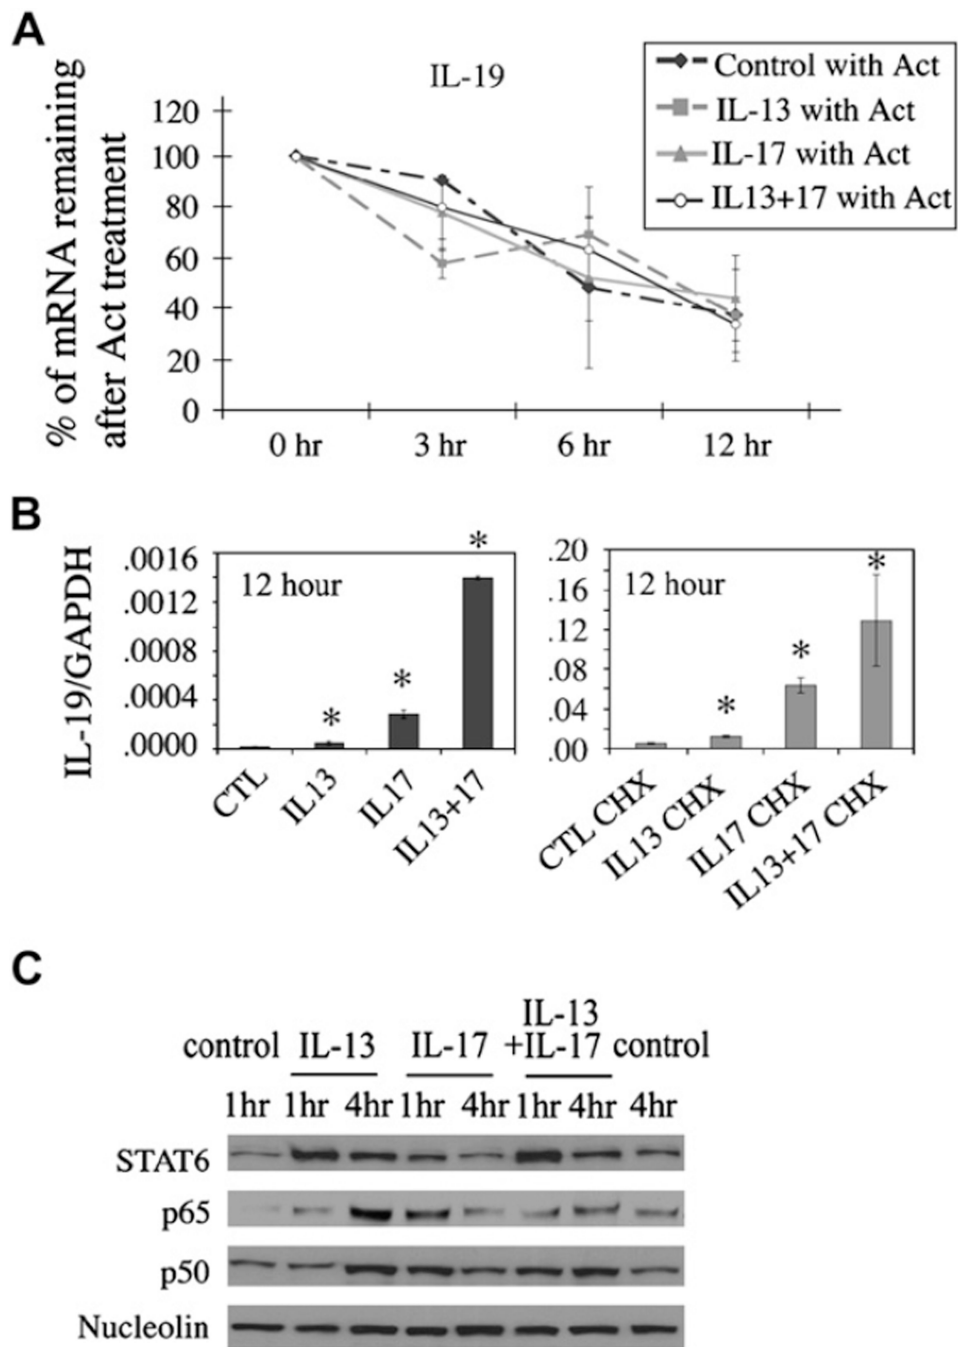 A
IL-19
% of mRNA remaining
after Act treatment
120
100
80
60
40
20
0
0 hr 3 hr 6 hr 12 hr
Control with Act
IL-13 with Act
IL-17 with Act
IL13+17 with Act
B
IL-19/GAPDH
.0016
.0012
.0008
.0004
.0000
12 hour
* * *
CTL IL13 IL17 IL13+17
.20
.16
.12
.08
.04
.00
12 hour
* * *
CTL CHX IL13 CHX IL17 CHX IL13+17 CHX
C
IL-13
control IL-13 IL-17 +IL-17 control
1hr 1hr 4hr 1hr 4hr 1hr 4hr 4hr
STAT6
p65
p50
Nucleolin